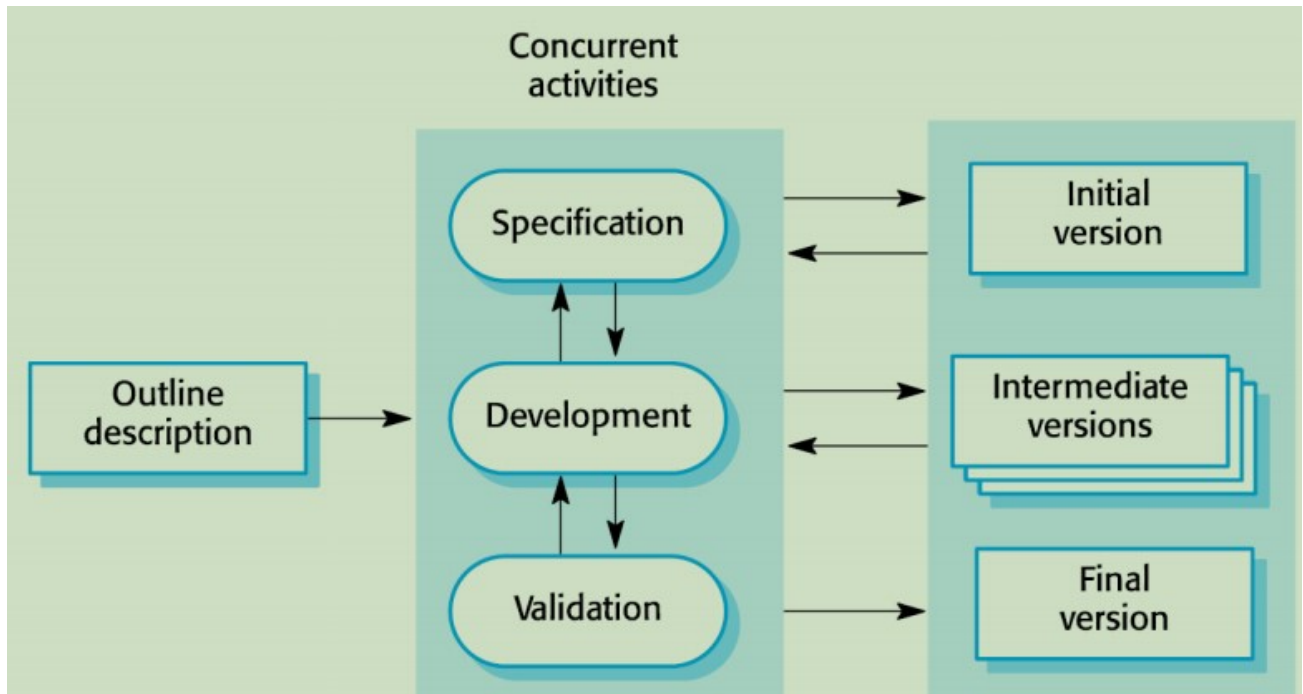 Concurrent
activities
Specification
Initial
version
Outline
description
Development
Intermediate
versions
Validation
Final
version